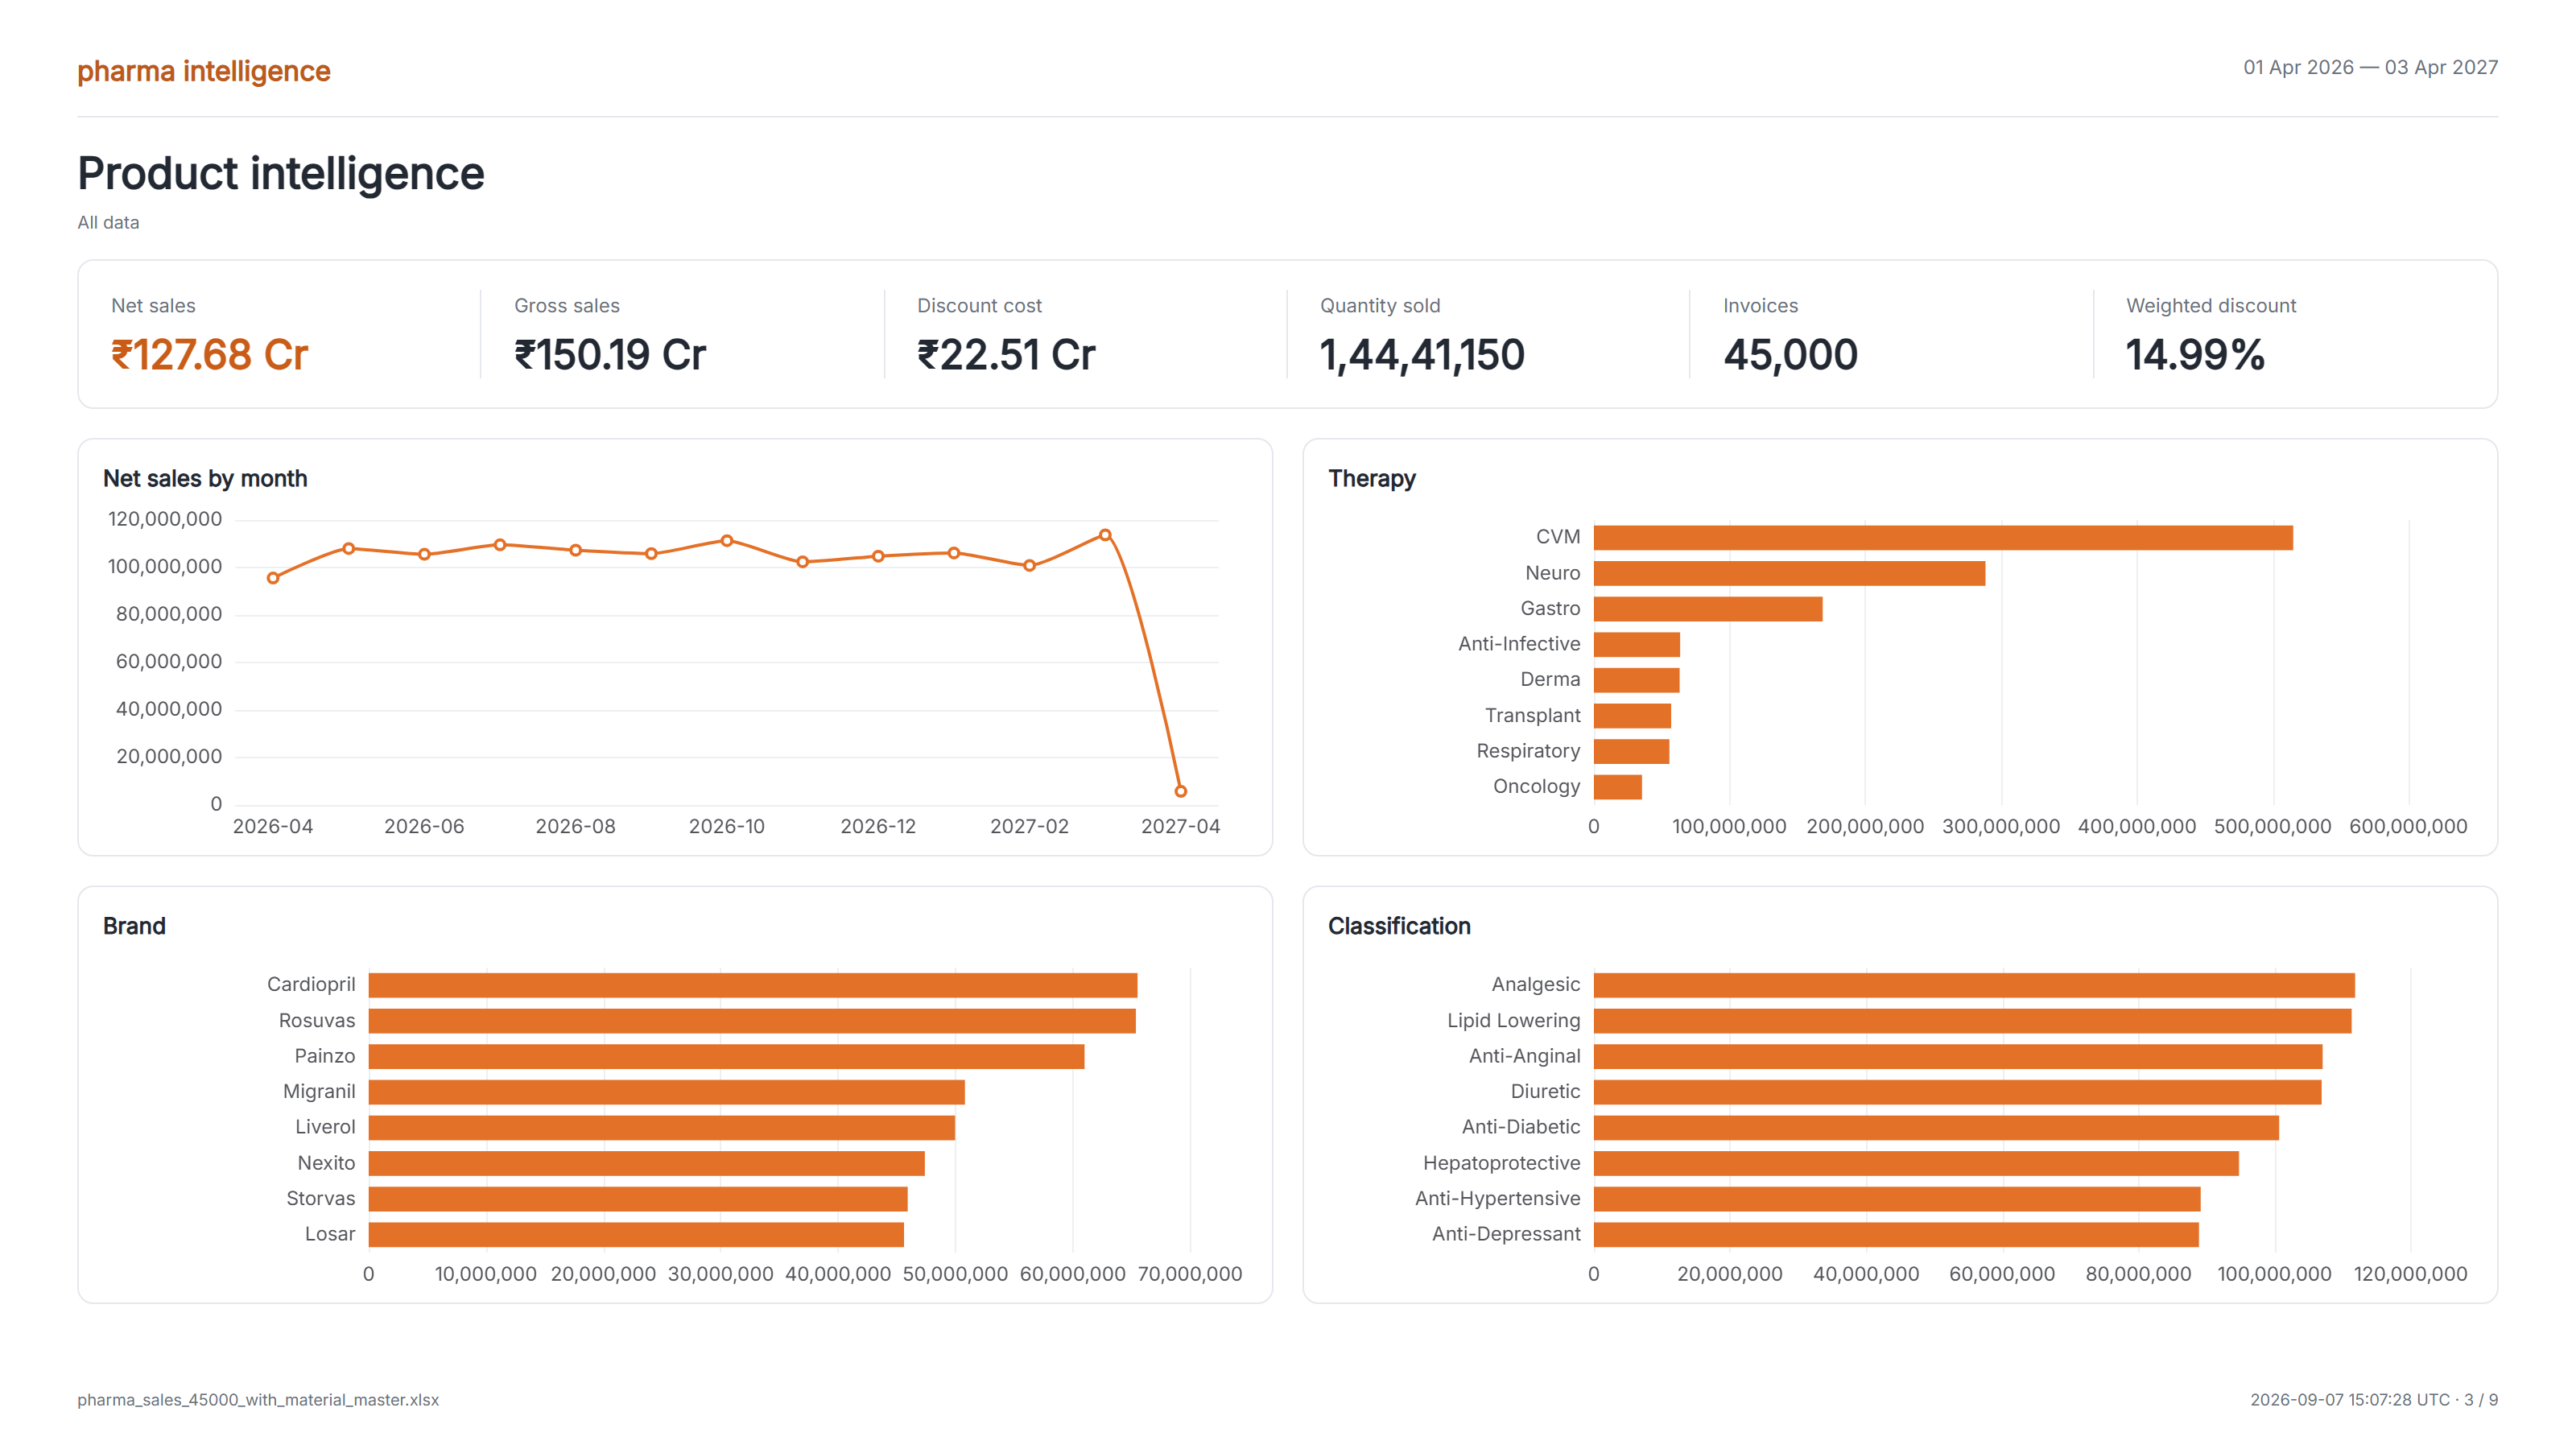 pharma intelligence
01 Apr 2026 — 03 Apr 2027
Product intelligence
All data
Net sales
₹127.68 Cr
Gross sales
₹150.19 Cr
Discount cost
₹22.51 Cr
Quantity sold
1,44,41,150
Invoices
45,000
Weighted discount
14.99%
Net sales by month
120,000,000
100,000,000
80,000,000
60,000,000
40,000,000
20,000,000
0
2026-04 2026-06 2026-08 2026-10 2026-12 2027-02 2027-04
Therapy
CVM
Neuro
Gastro
Anti-Infective
Derma
Transplant
Respiratory
Oncology
0 100,000,000 200,000,000 300,000,000 400,000,000 500,000,000 600,000,000
Brand
Cardiopril
Rosuvas
Painzo
Migranil
Liverol
Nexito
Storvas
Losar
0 10,000,000 20,000,000 30,000,000 40,000,000 50,000,000 60,000,000 70,000,000
Classification
Analgesic
Lipid Lowering
Anti-Anginal
Diuretic
Anti-Diabetic
Hepatoprotective
Anti-Hypertensive
Anti-Depressant
0 20,000,000 40,000,000 60,000,000 80,000,000 100,000,000 120,000,000
pharma_sales_45000_with_material_master.xlsx
2026-09-07 15:07:28 UTC · 3 / 9